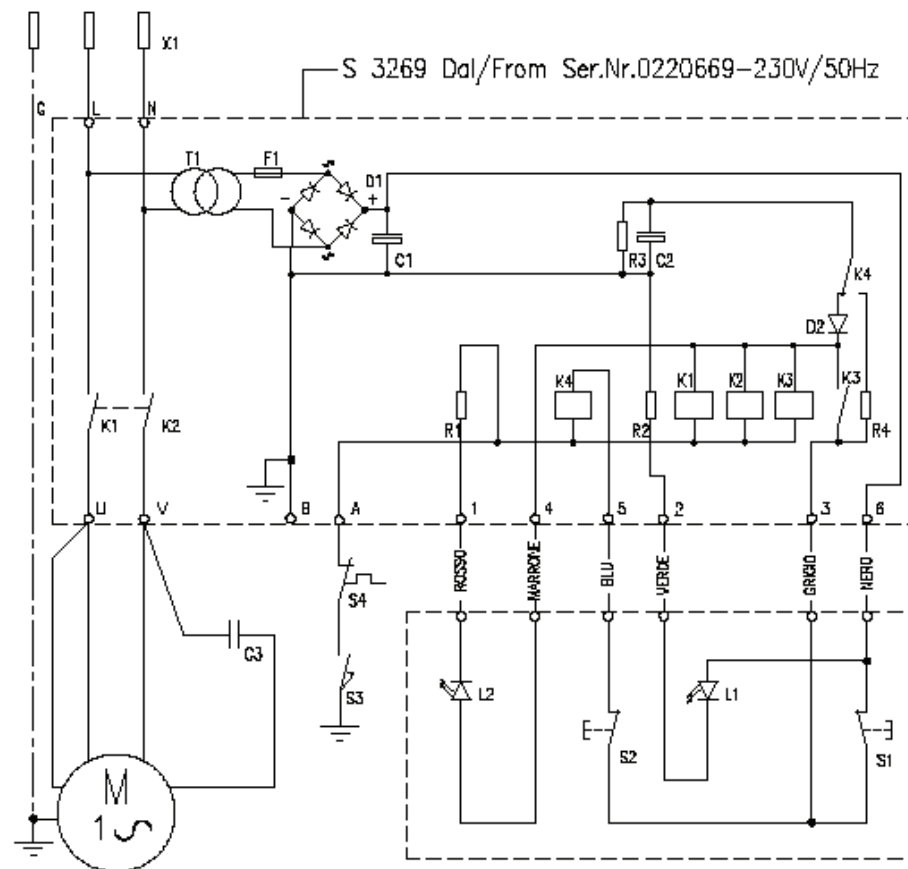 X1
S 3269 Dal/From Ser.Nr.0220669-230V/50Hz
G L N
T1 F1 D1
- +
C1 R3 C2 K4
D2
K4 K1 K2 K3 K3
K1 K2 R1 R2 R4
U V B A 1 4 5 2 3 6
ROSSO MARRONE BLU VERDE GRIGIO NERO
S4
C3
S3 L2 L1
S2 S1
M
1